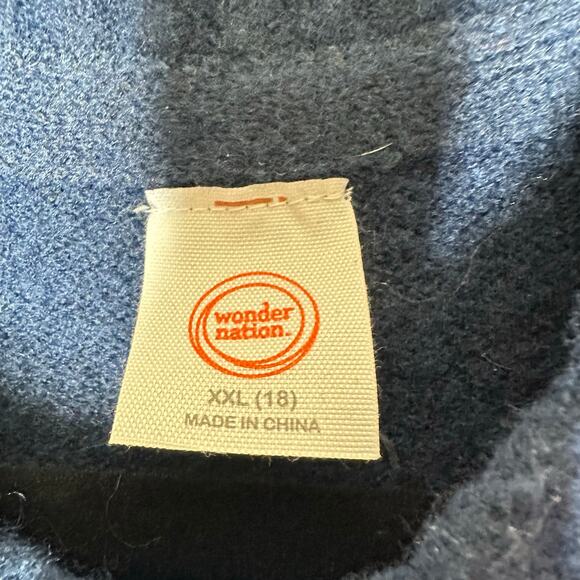 wonder
nation.
XXL (18)
MADE IN CHINA